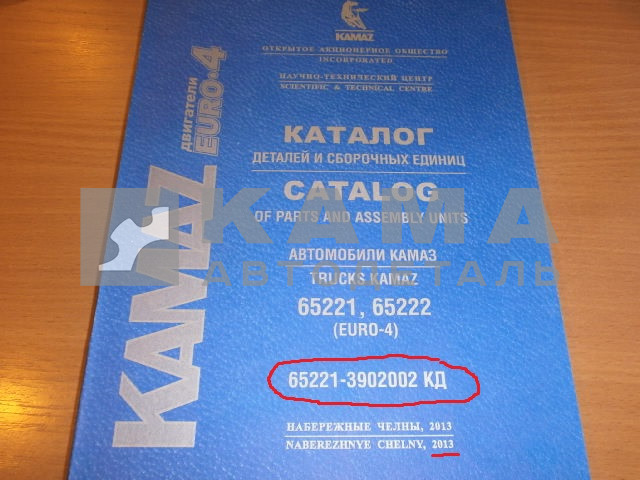 KAMAZ
ОТКРЫТОЕ АКЦИОНЕРНОЕ ОБЩЕСТВО
INCORPORATED
НАУЧНО-ТЕХНИЧЕСКИЙ ЦЕНТР
SCIENTIFIC & TECHNICAL CENTRE
КАТАЛОГ
ДЕТАЛЕЙ И СБОРОЧНЫХ ЕДИНИЦ
CATALOG
OF PARTS AND ASSEMBLY UNITS
АВТОМОБИЛИ КАМАЗ
TRUCKS KAMAZ
65221, 65222
(EURO-4)
65221-3902002 КД
НАБЕРЕЖНЫЕ ЧЕЛНЫ, 2013
NABEREZHNYE CHELNY, 2013
KAMAZ
двигатели
EURO-4
КАМА
АВТОДЕТАЛЬ